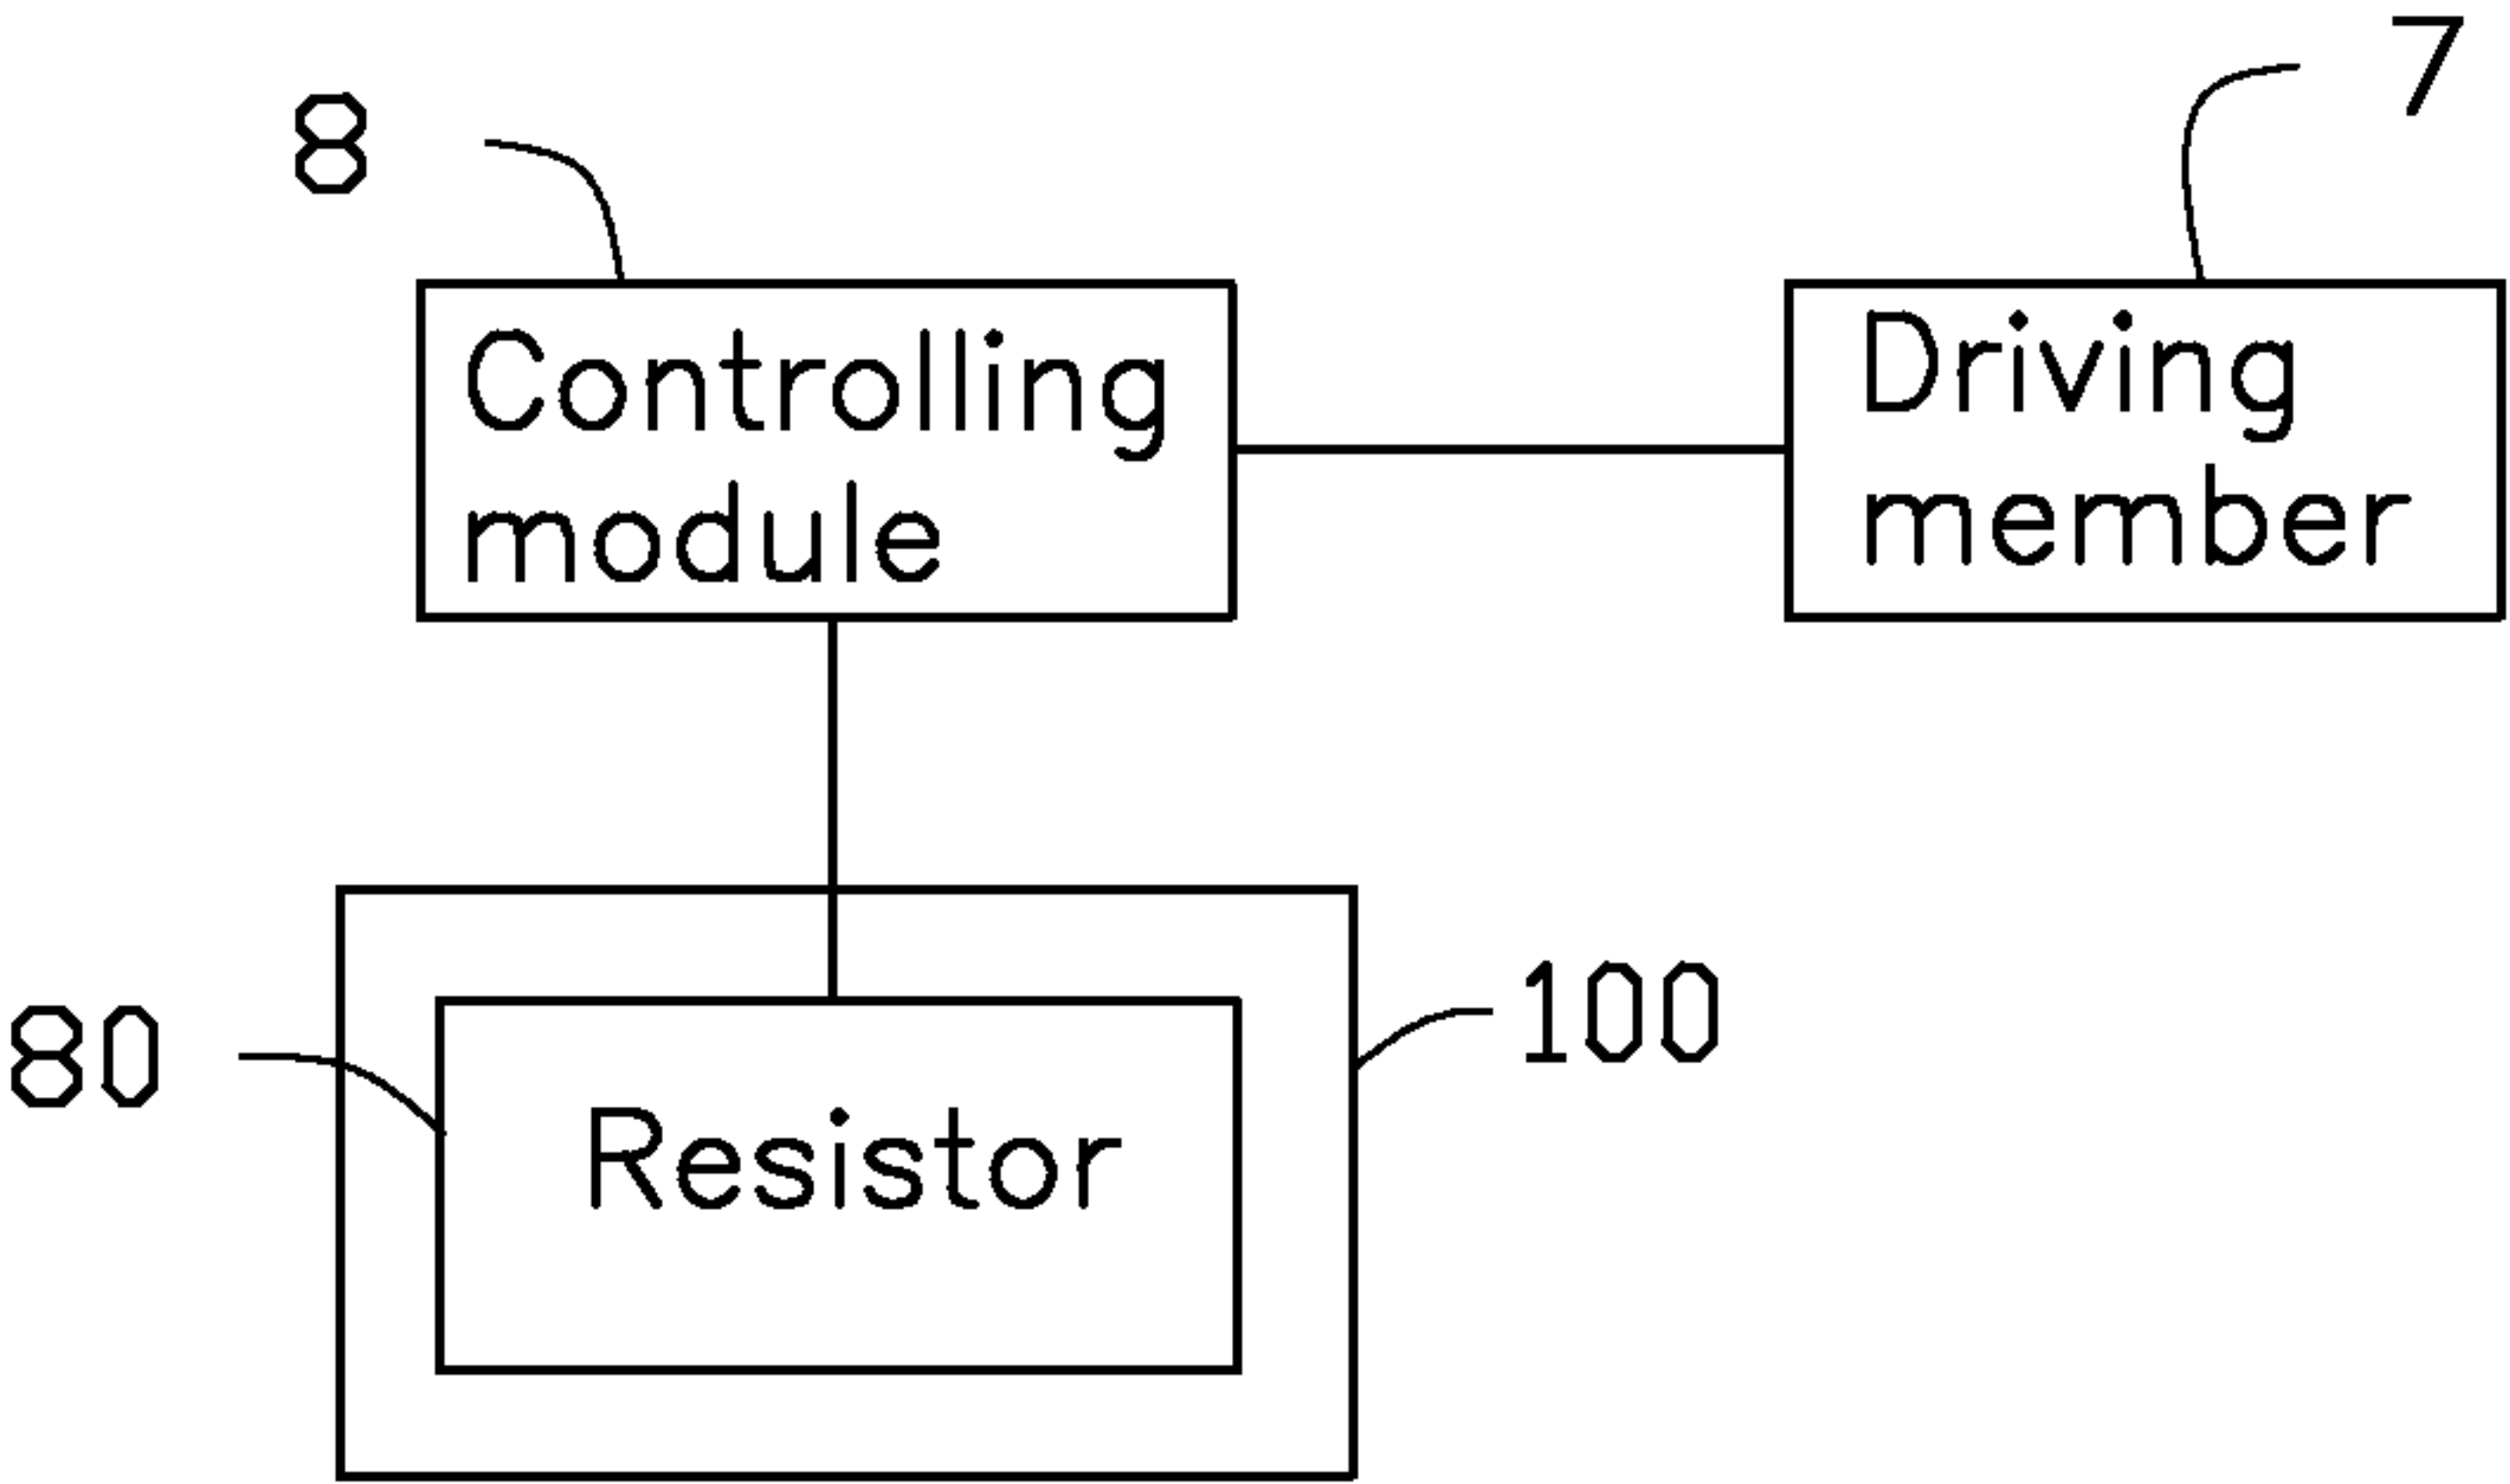 7
8
Controlling
module
Driving
member
100
80
Resistor